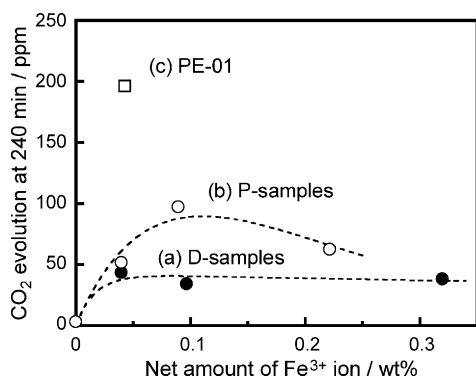 250
200
150
100
50
0
CO₂ evolution at 240 min / ppm
(c) PE-01
(b) P-samples
(a) D-samples
0 0.1 0.2 0.3
Net amount of Fe³⁺ ion / wt%